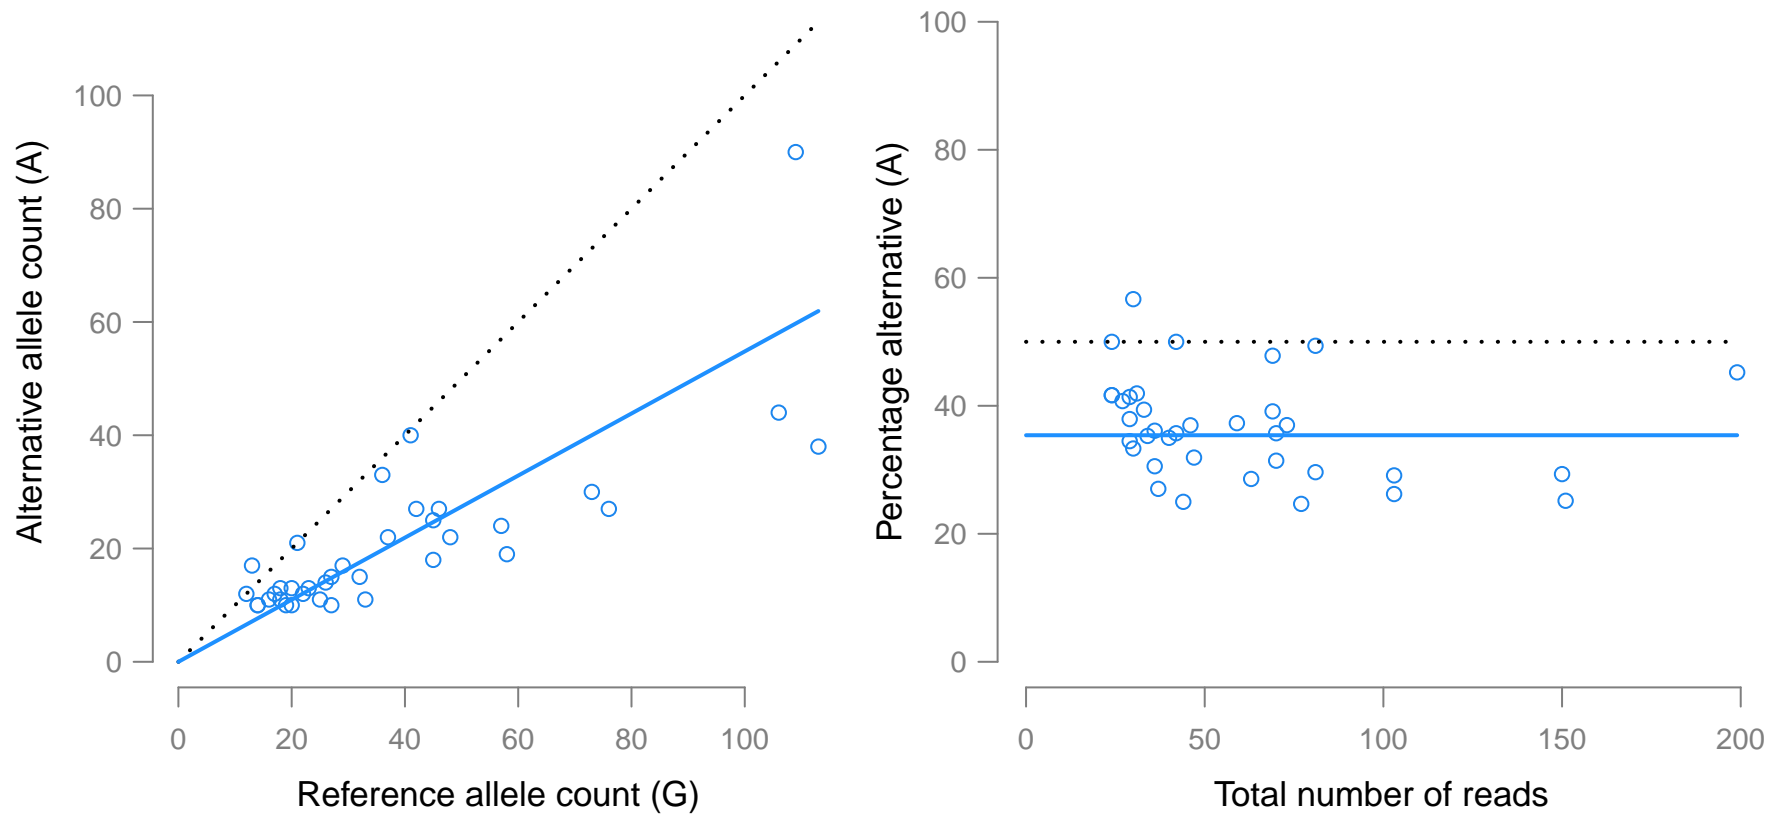 Alternative allele count (A)
100
80
60
40
20
0
0 20 40 60 80 100
Reference allele count (G)
Percentage alternative (A)
100
80
60
40
20
0
0 50 100 150 200
Total number of reads